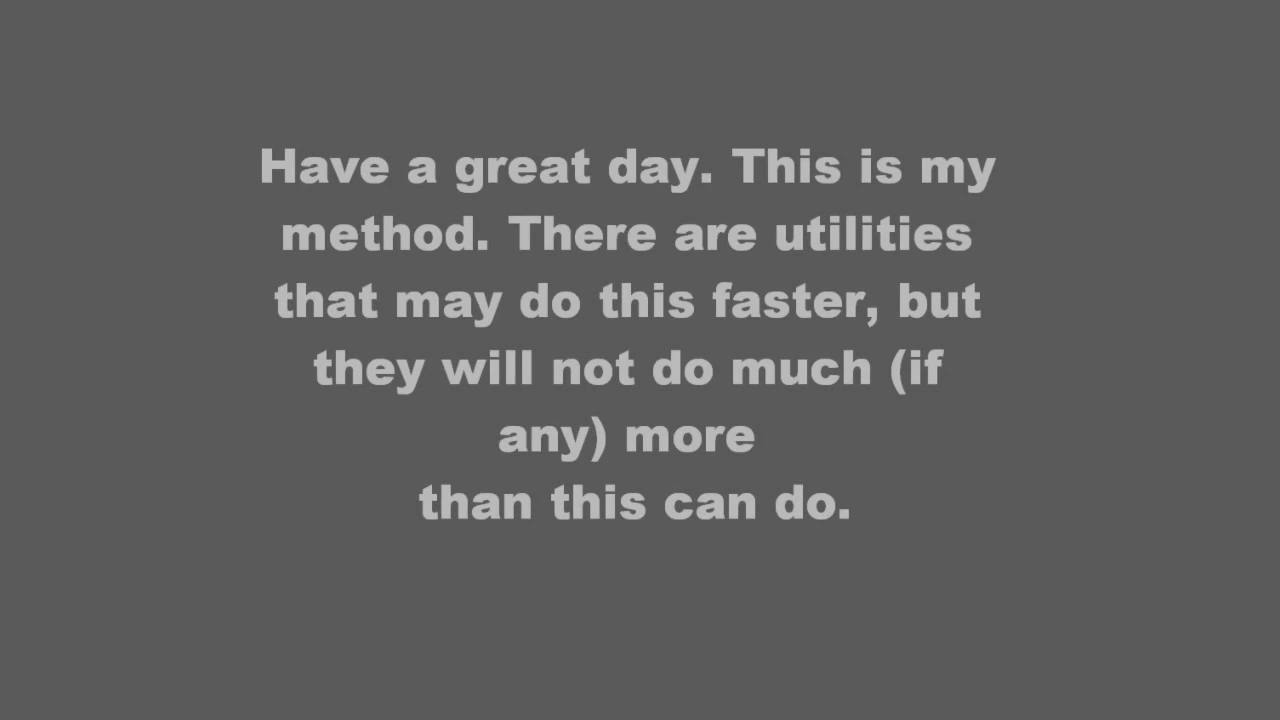 Have a great day. This is my
method. There are utilities
that may do this faster, but
they will not do much (if
any) more
than this can do.